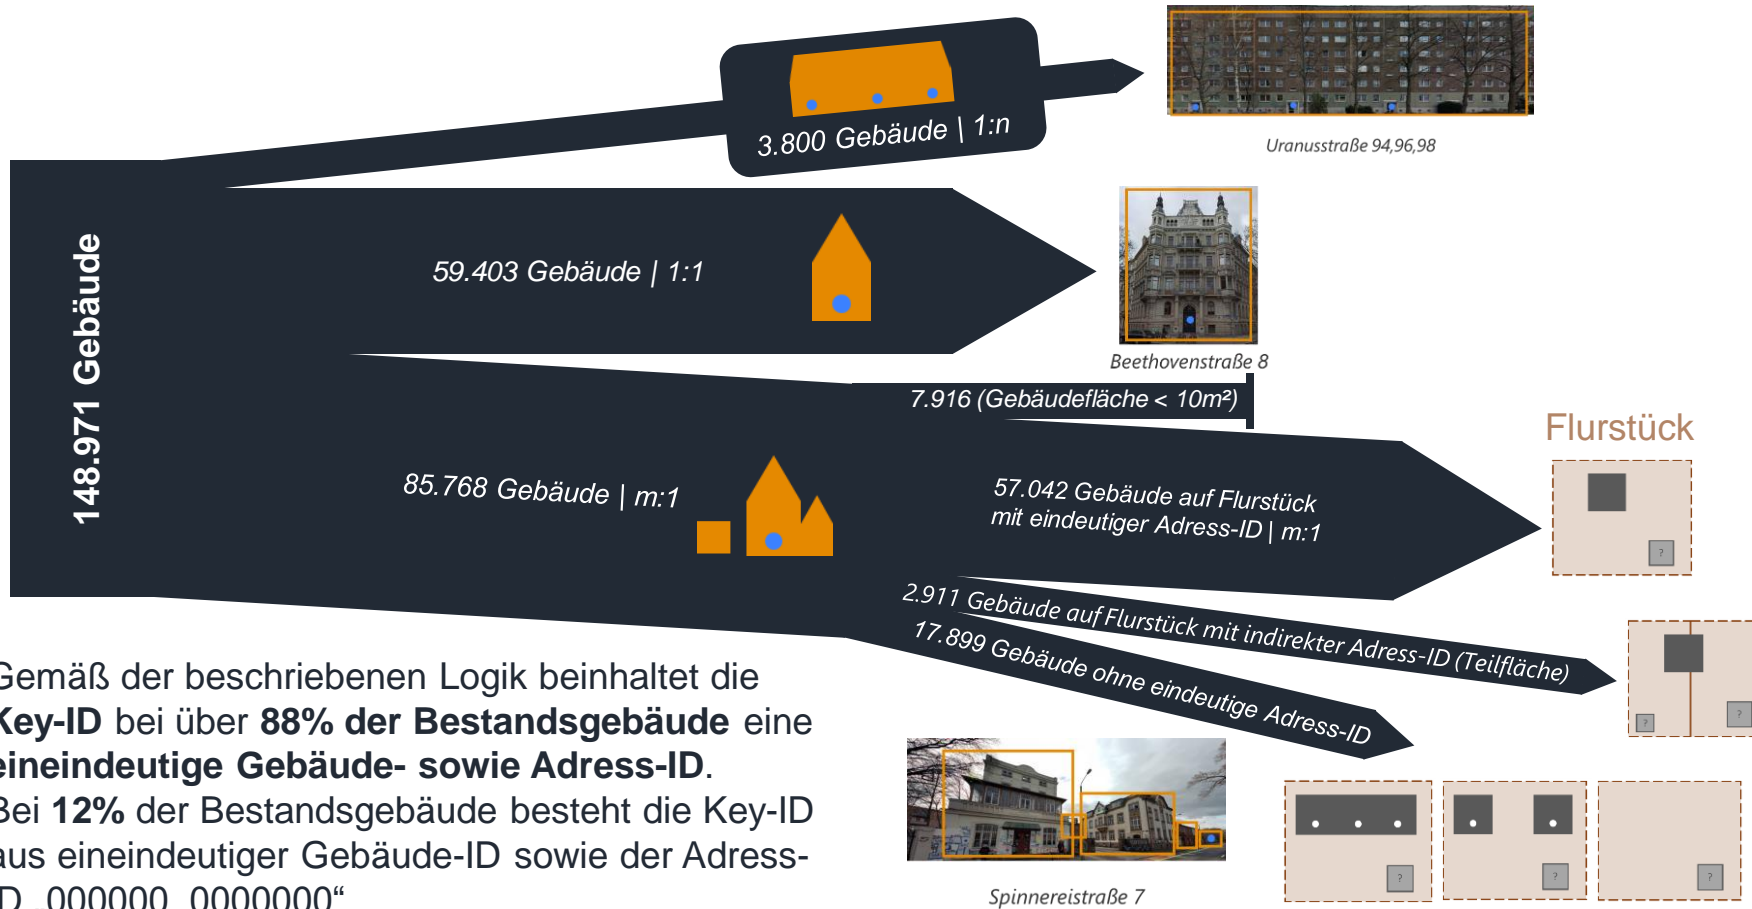 3.800 Gebäude | 1:n
Uranusstraße 94,96,98
148.971 Gebäude
59.403 Gebäude | 1:1
Beethovenstraße 8
7.916 (Gebäudefläche < 10m²)
Flurstück
85.768 Gebäude | m:1
57.042 Gebäude auf Flurstück
mit eindeutiger Adress-ID | m:1
?
2.911 Gebäude auf Flurstück mit indirekter Adress-ID (Teilfläche)
?
?
17.899 Gebäude ohne eindeutige Adress-ID
Gemäß der beschriebenen Logik beinhaltet die
Key-ID bei über 88% der Bestandsgebäude eine
eineindeutige Gebäude- sowie Adress-ID.
Bei 12% der Bestandsgebäude besteht die Key-ID
aus eineindeutiger Gebäude-ID sowie der Adress-
ID „000000_0000000“
Spinnereistraße 7
?
?
?